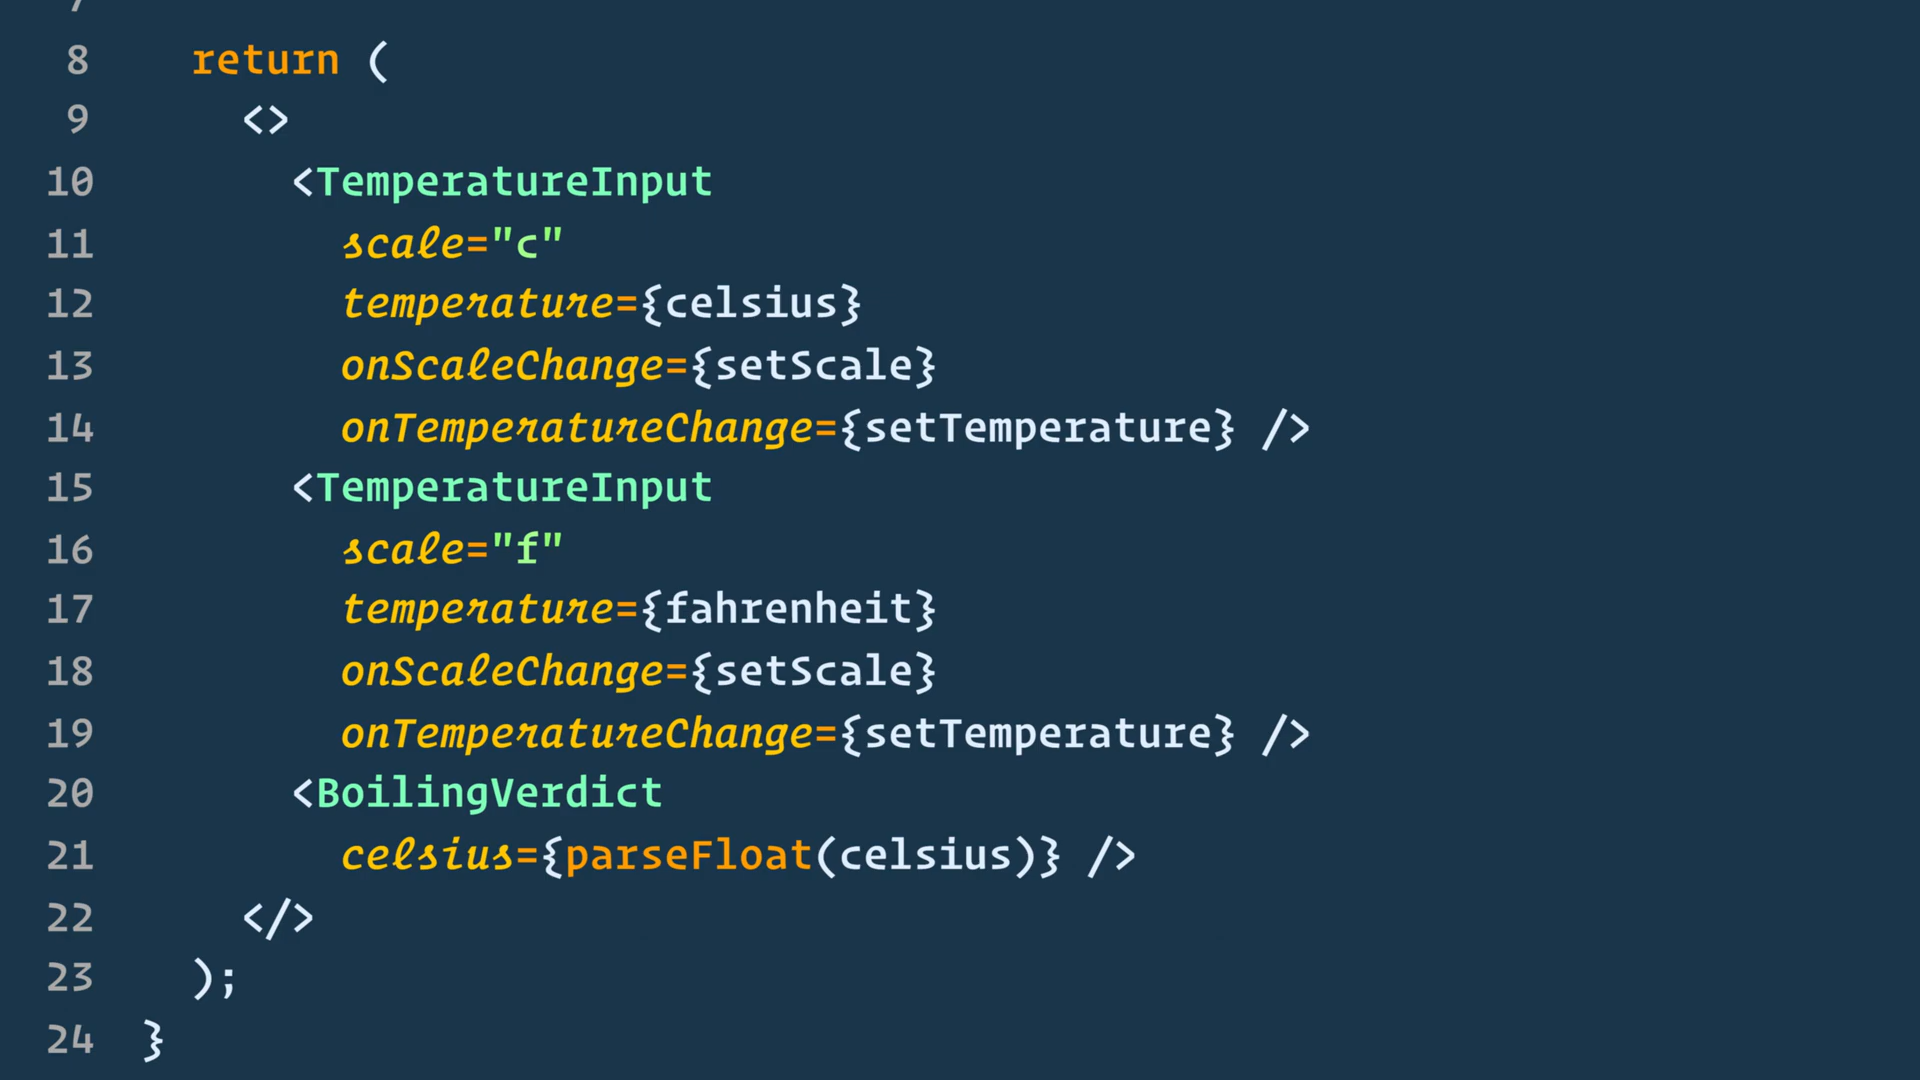 7
8 return (
9 <>
10 <TemperatureInput
11 scale="c"
12 temperature={celsius}
13 onScaleChange={setScale}
14 onTemperatureChange={setTemperature} />
15 <TemperatureInput
16 scale="f"
17 temperature={fahrenheit}
18 onScaleChange={setScale}
19 onTemperatureChange={setTemperature} />
20 <BoilingVerdict
21 celsius={parseFloat(celsius)} />
22 </>
23 );
24 }